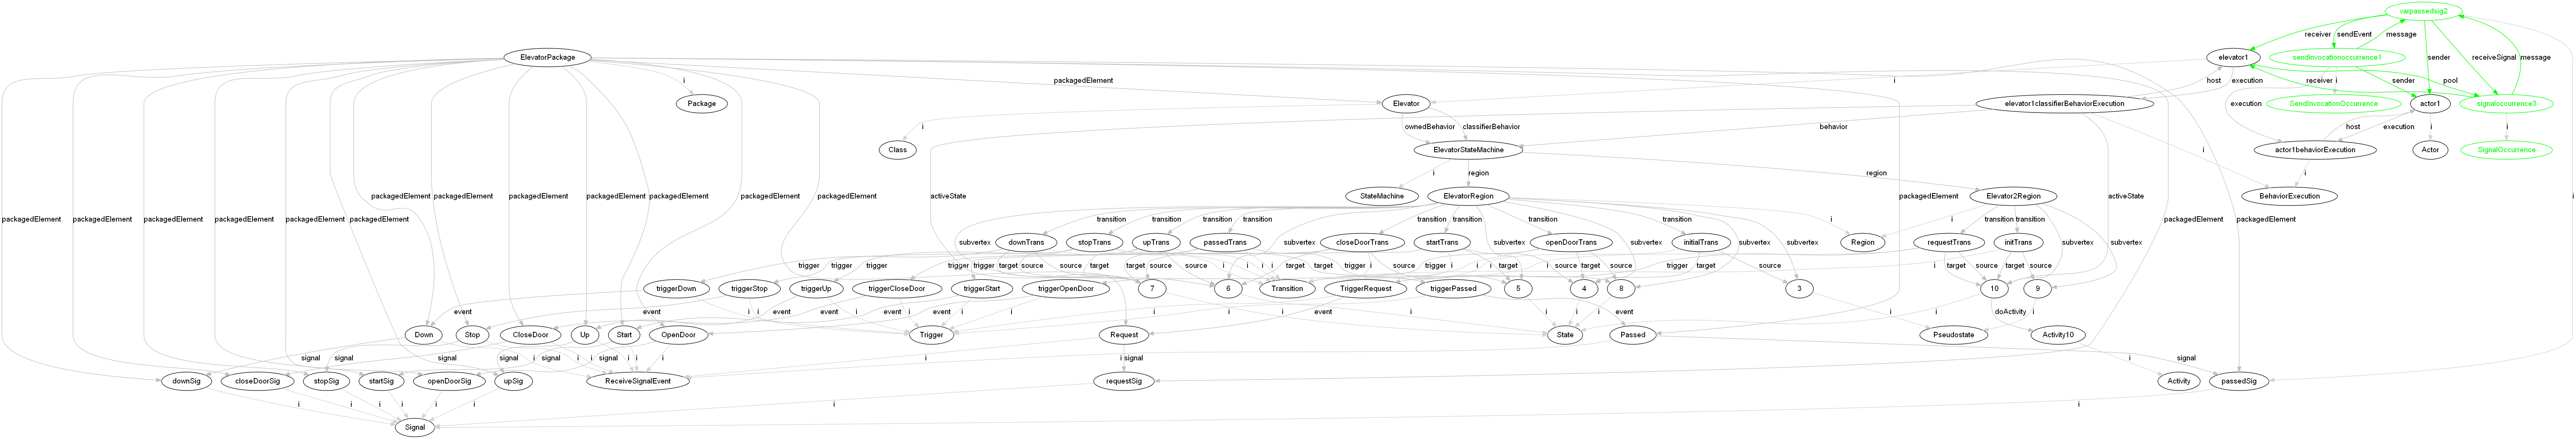 varpassedsig2
receiver
sendEvent
message
ElevatorPackage
elevator1
sendinvocationoccurrence1
sender
receiveSignal
message
i
packagedElement
i
host
execution
receiver
i
sender
pool
i
Package
Elevator
elevator1classifierBehaviorExecution
execution
SendInvocationOccurrence
actor1
signaloccurrence3
i
ownedBehavior
classifierBehavior
behavior
host
execution
i
i
Class
ElevatorStateMachine
i
actor1behaviorExecution
Actor
SignalOccurrence
i
region
region
i
packagedElement
packagedElement
packagedElement
packagedElement
packagedElement
packagedElement
packagedElement
activeState
StateMachine
ElevatorRegion
packagedElement
Elevator2Region
activeState
BehaviorExecution
packagedElement
packagedElement
packagedElement
packagedElement
packagedElement
packagedElement
transition
transition
transition
transition
transition
transition
transition
transition
i
i
transition
transition
packagedElement
packagedElement
subvertex
downTrans
stopTrans
upTrans
passedTrans
subvertex
closeDoorTrans
startTrans
subvertex
openDoorTrans
subvertex
initialTrans
subvertex
subvertex
Region
requestTrans
initTrans
subvertex
subvertex
trigger
trigger
trigger
trigger
trigger
target
source
target
source
target
source
i
i
i
i
target
trigger
source
trigger
i
target
source
i
i
target
source
i
trigger
target
source
i
target
source
target
source
triggerDown
triggerStop
triggerUp
triggerCloseDoor
triggerStart
triggerOpenDoor
7
6
Transition
TriggerRequest
triggerPassed
5
4
8
3
10
9
event
i
i
event
i
event
i
event
i
event
i
event
i
event
i
i
event
i
i
i
i
i
doActivity
i
Down
Stop
CloseDoor
Up
Start
OpenDoor
Trigger
Request
State
Passed
Pseudostate
Activity10
signal
signal
signal
signal
signal
signal
i
i
i
i
i
i
i
signal
i
signal
i
downSig
closeDoorSig
stopSig
startSig
openDoorSig
upSig
ReceiveSignalEvent
requestSig
Activity
passedSig
i
i
i
i
i
i
i
i
Signal